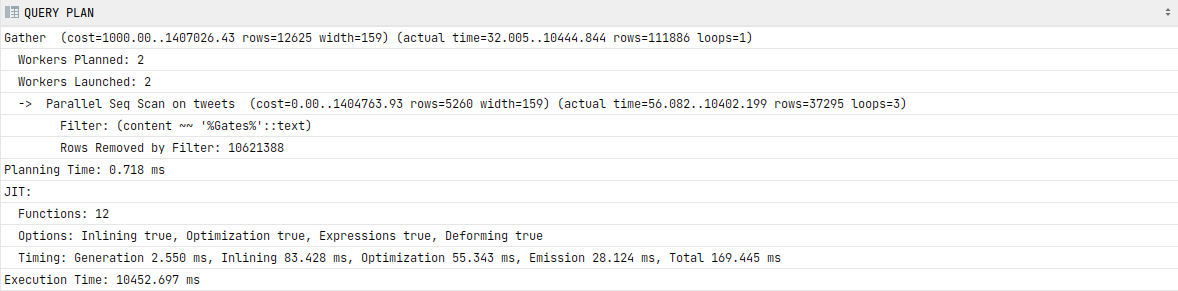 QUERY PLAN
Gather  (cost=1000.00..1407026.43 rows=12625 width=159) (actual time=32.005..10444.844 rows=111886 loops=1)
  Workers Planned: 2
  Workers Launched: 2
  ->  Parallel Seq Scan on tweets  (cost=0.00..1404763.93 rows=5260 width=159) (actual time=56.082..10402.199 rows=37295 loops=3)
        Filter: (content ~~ '%Gates%'::text)
        Rows Removed by Filter: 10621388
Planning Time: 0.718 ms
JIT:
  Functions: 12
  Options: Inlining true, Optimization true, Expressions true, Deforming true
  Timing: Generation 2.550 ms, Inlining 83.428 ms, Optimization 55.343 ms, Emission 28.124 ms, Total 169.445 ms
Execution Time: 10452.697 ms